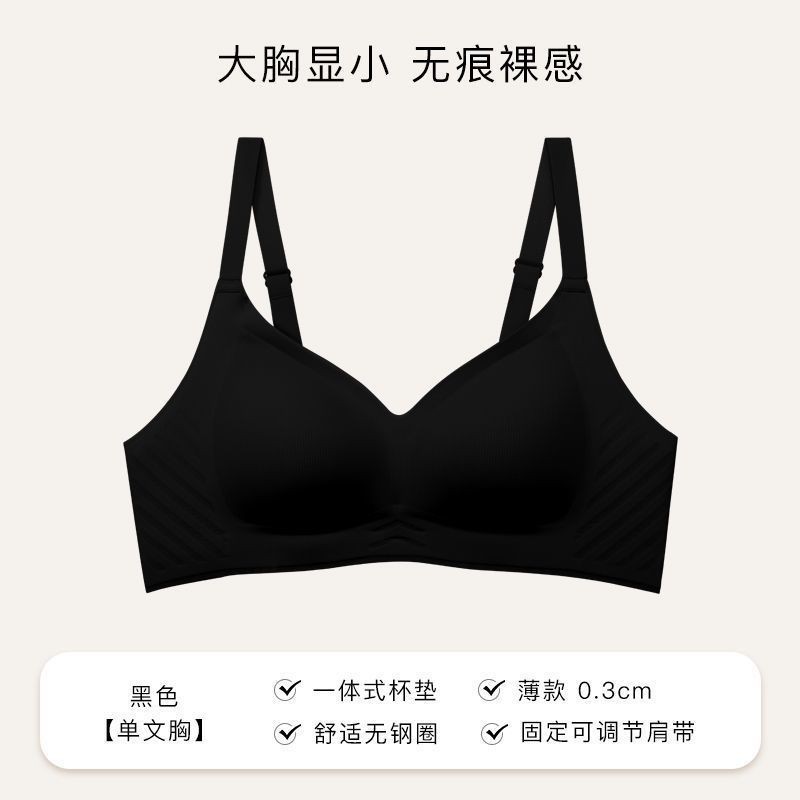 大胸显小 无痕裸感
黑色
【单文胸】
一体式杯垫
薄款 0.3cm
舒适无钢圈
固定可调节肩带